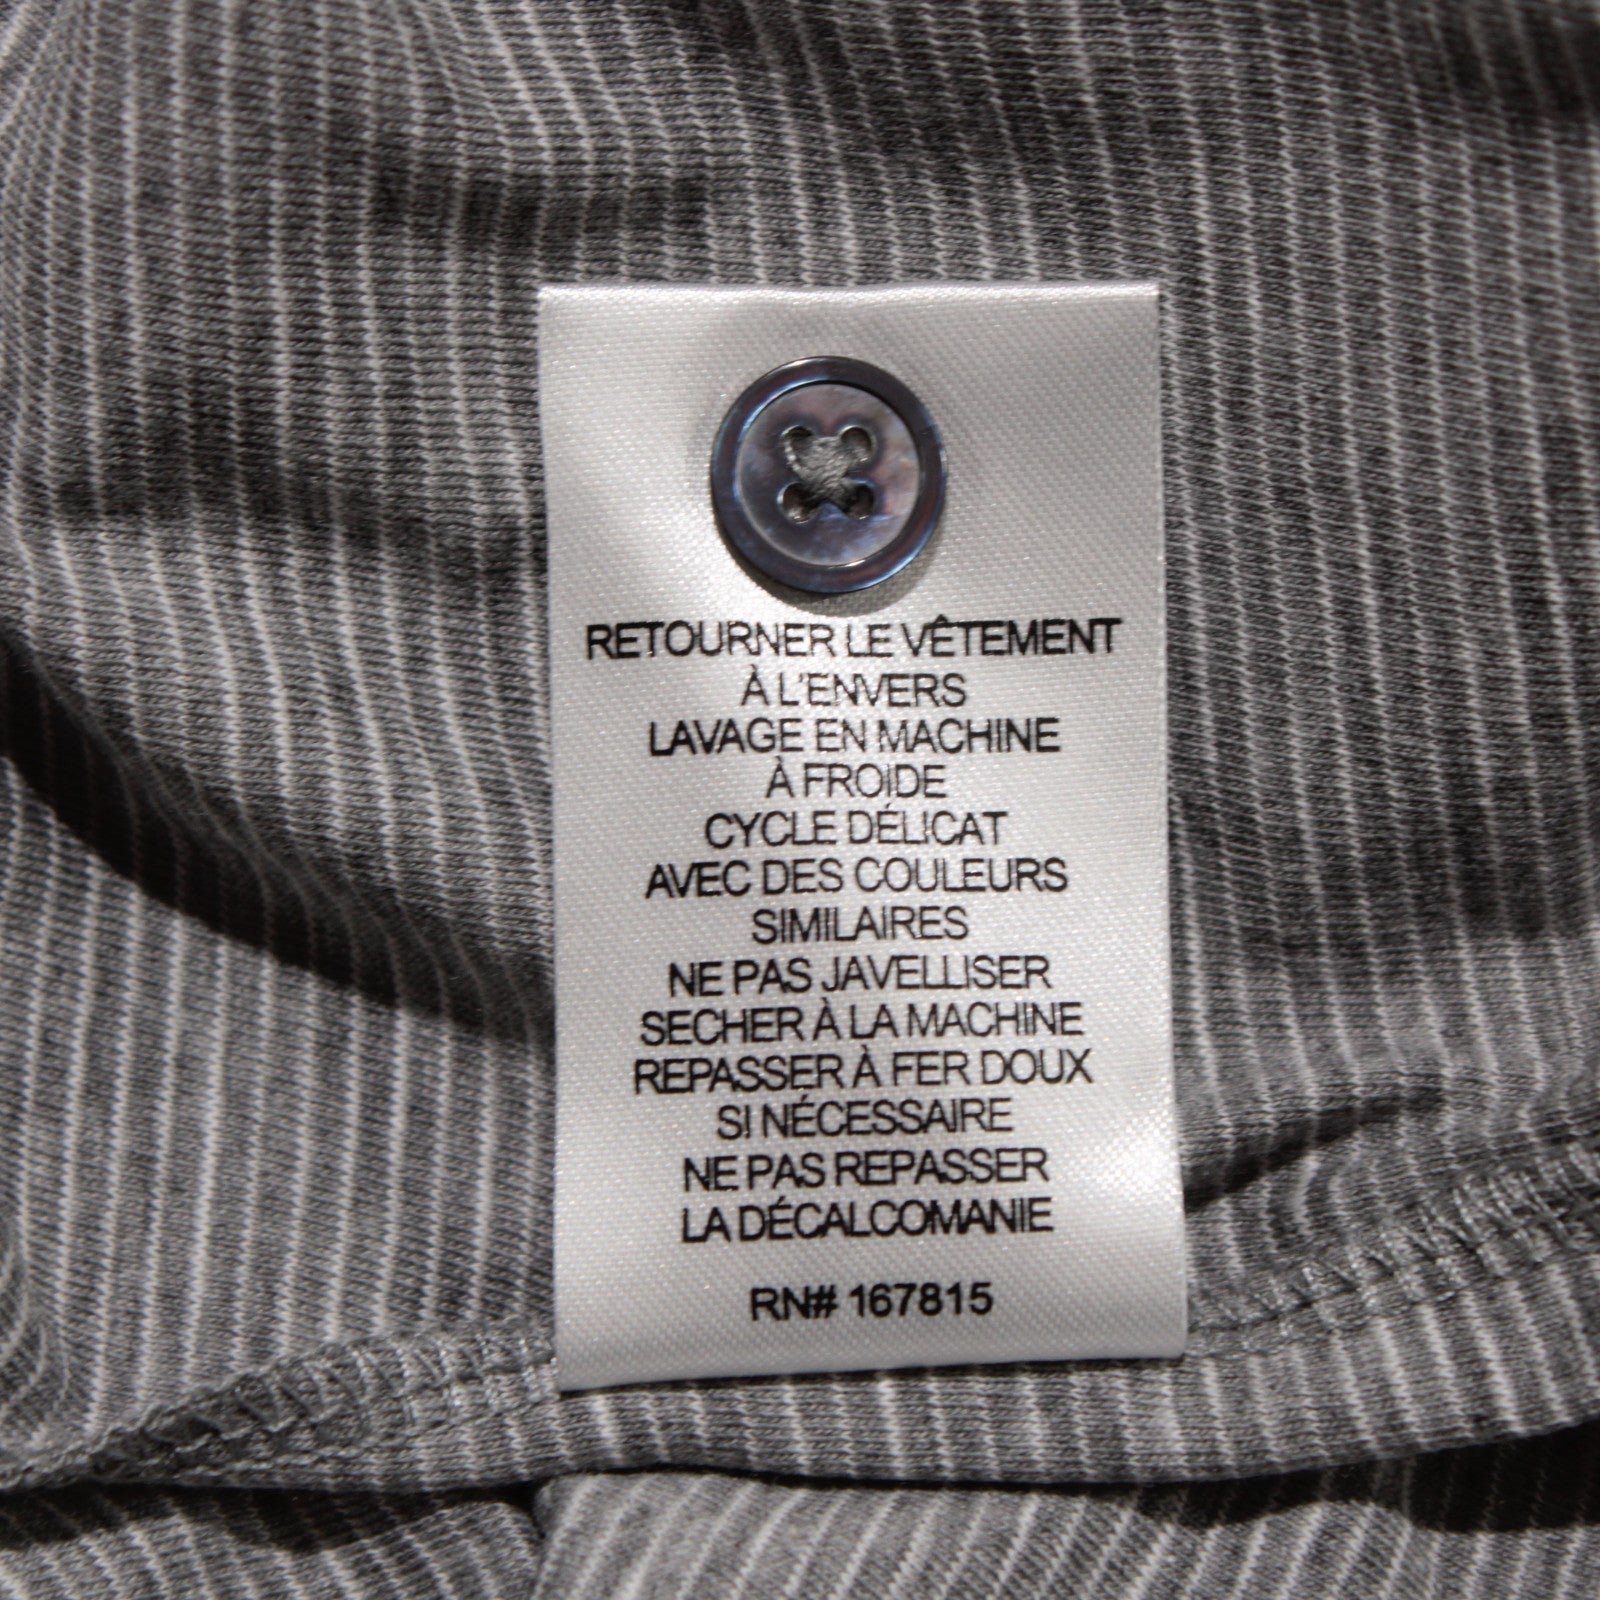 RETOURNER LE VÊTEMENT
À L'ENVERS
LAVAGE EN MACHINE
À FROIDE
CYCLE DÉLICAT
AVEC DES COULEURS
SIMILAIRES
NE PAS JAVELLISER
SECHER À LA MACHINE
REPASSER À FER DOUX
SI NÉCESSAIRE
NE PAS REPASSER
LA DÉCALCOMANIE
RN# 167815